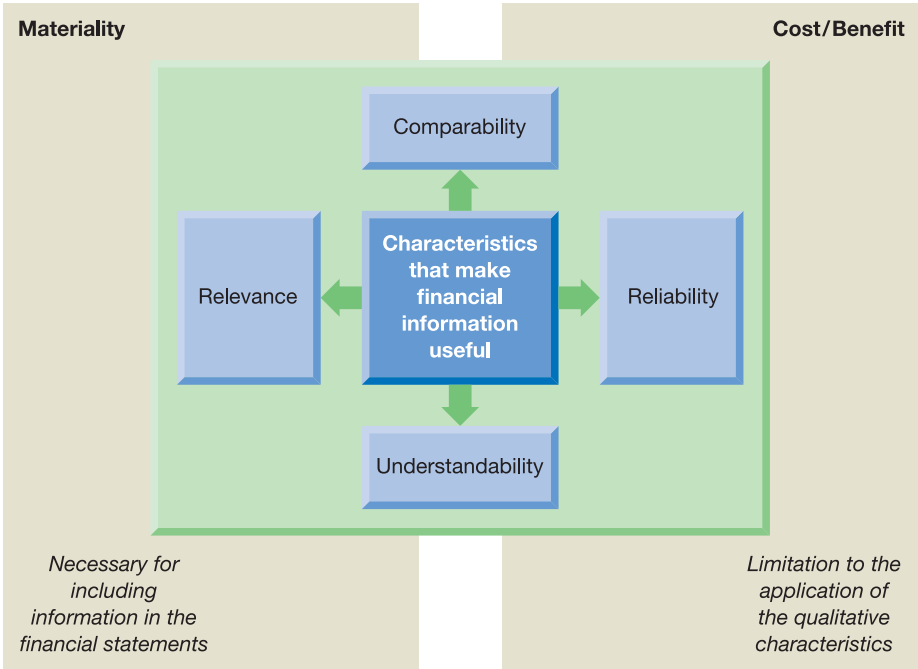 Materiality
Cost/Benefit
Comparability
Relevance
Characteristics
that make
financial
information
useful
Reliability
Understandability
Necessary for
including
information in the
financial statements
Limitation to the
application of
the qualitative
characteristics